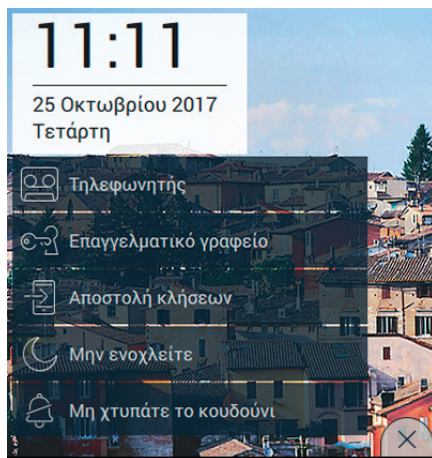 11:11
25 Οκτωβρίου 2017
Τετάρτη
Τηλεφωνητής
Επαγγελματικό γραφείο
Αποστολή κλήσεων
Μην ενοχλείτε
Μη χτυπάτε το κουδούνι